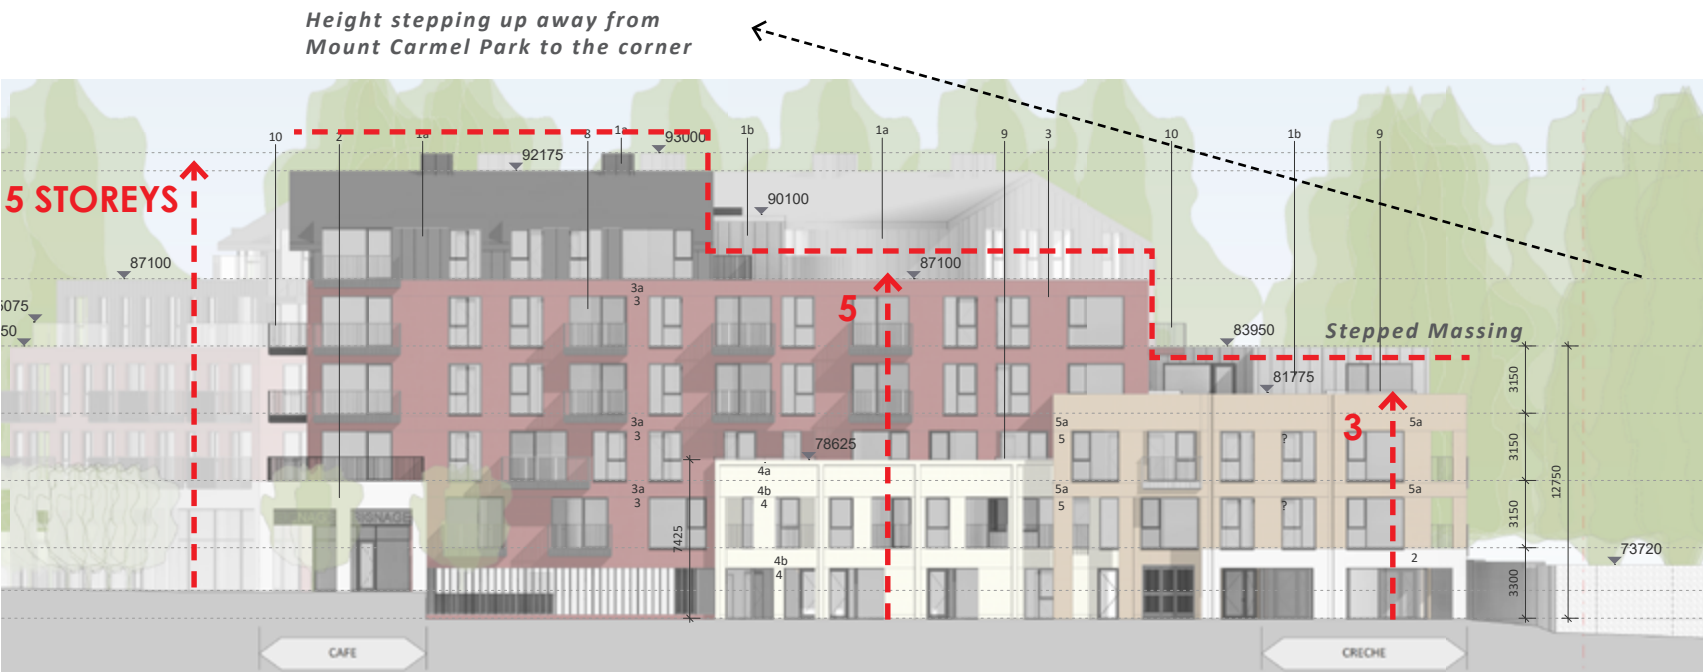 Height stepping up away from
Mount Carmel Park to the corner
10
2
1a
8
1a
93000
1b
1a
9
3
10
1b
9
92175
5 STOREYS
90100
87100
87100
3a
3
5
5075
50
83950
Stepped Massing
81775
3150
3
3a
3
5a
5
?
5a
78625
3150
4a
12750
3a
3
4b
4
5a
5
?
5a
3150
SIGNAGE
7425
4b
4
2
73720
3300
CAFE
CRECHE